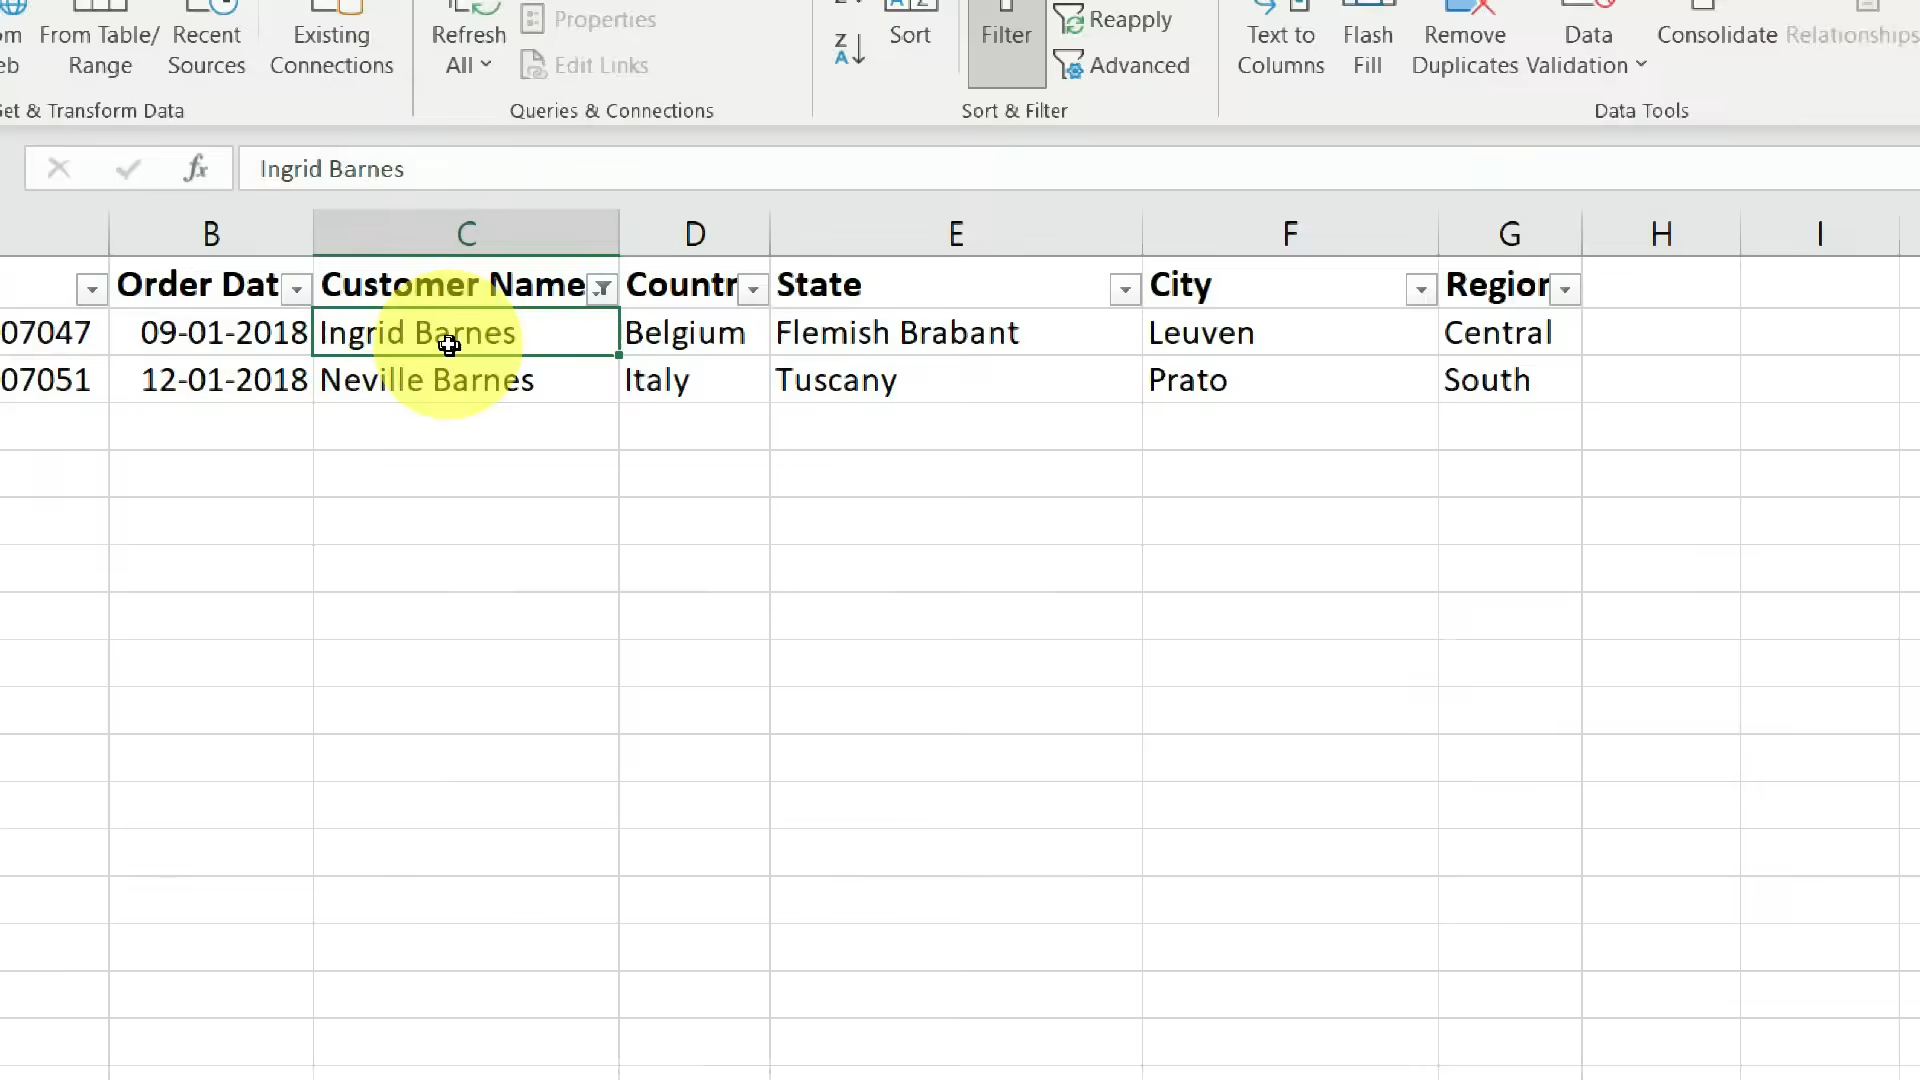 From Table/ Range
Recent Sources
Existing Connections
Get & Transform Data
Refresh All
Properties
Edit Links
Queries & Connections
Z
A
Sort
Filter
Reapply
Advanced
Sort & Filter
Text to Columns
Flash Fill
Remove Duplicates
Data Validation
Consolidate
Relationships
Data Tools
fx
Ingrid Barnes
B C D E F G H I
Order Dat Customer Name Countr State City Region
07047 09-01-2018 Ingrid Barnes Belgium Flemish Brabant Leuven Central
07051 12-01-2018 Neville Barnes Italy Tuscany Prato South